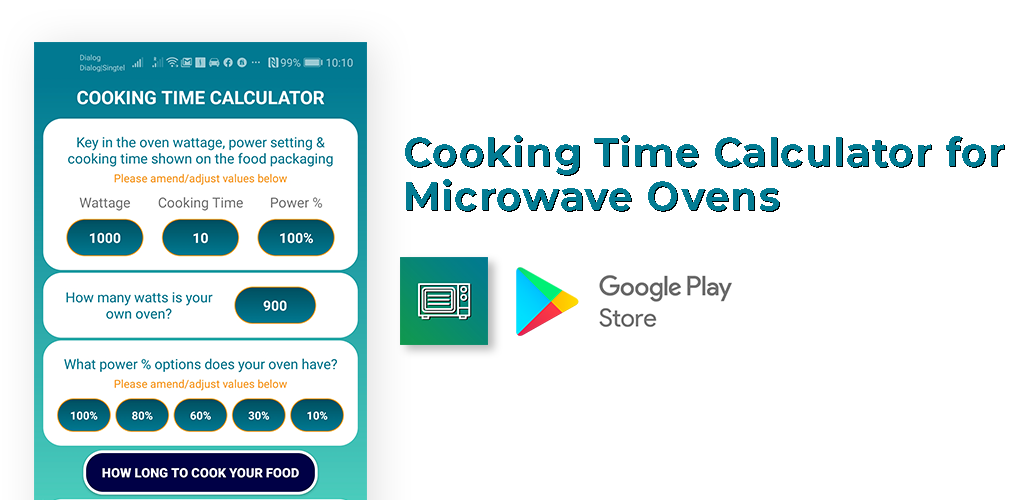 Dialog
Dialog|Singtel
99%
10:10
COOKING TIME CALCULATOR
Key in the oven wattage, power setting &
cooking time shown on the food packaging
Please amend/adjust values below
Wattage Cooking Time Power %
1000 10 100%
How many watts is your
own oven?
900
What power % options does your oven have?
Please amend/adjust values below
100% 80% 60% 30% 10%
HOW LONG TO COOK YOUR FOOD
Cooking Time Calculator for
Microwave Ovens
Google Play
Store